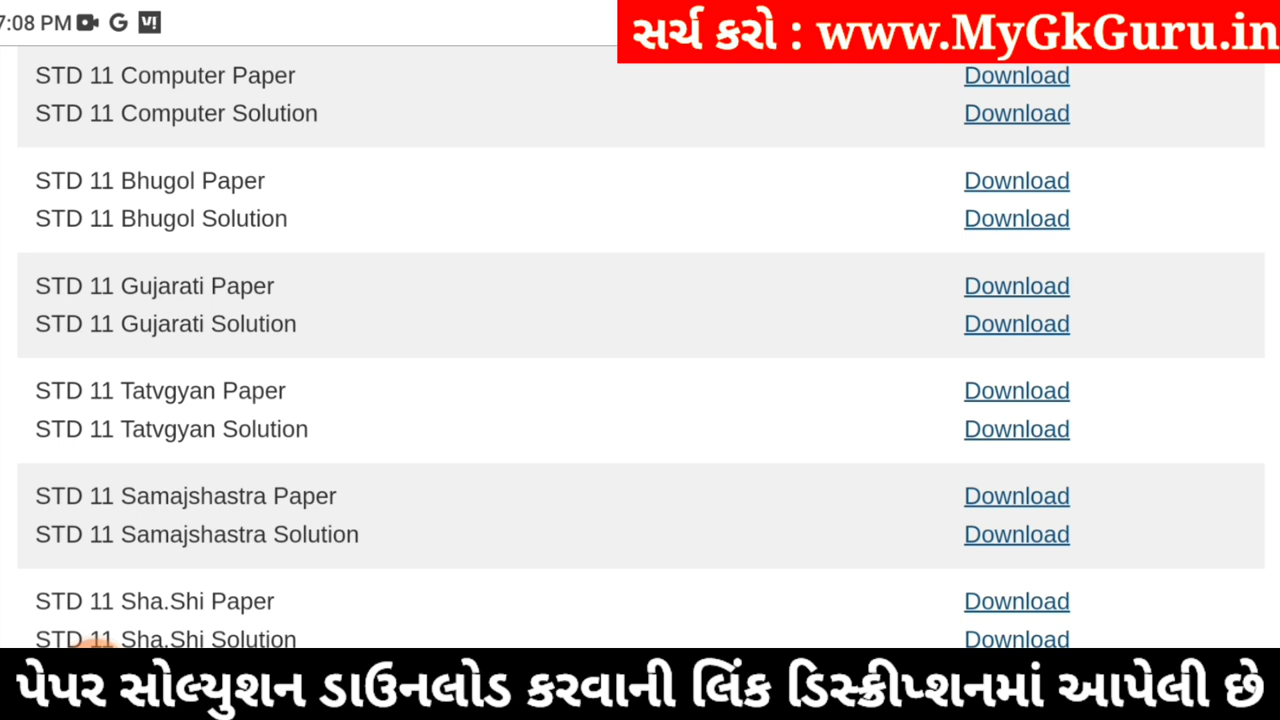 7:08 PM G V!
સર્ચ કરો : www.MyGkGuru.in
STD 11 Computer Paper Download
STD 11 Computer Solution Download
STD 11 Bhugol Paper Download
STD 11 Bhugol Solution Download
STD 11 Gujarati Paper Download
STD 11 Gujarati Solution Download
STD 11 Tatvgyan Paper Download
STD 11 Tatvgyan Solution Download
STD 11 Samajshastra Paper Download
STD 11 Samajshastra Solution Download
STD 11 Sha.Shi Paper Download
STD 11 Sha.Shi Solution Download
પેપર સોલ્યુશન ડાઉનલોડ કરવાની લિંક ડિસ્ક્રીપ્શનમાં આપેલી છે